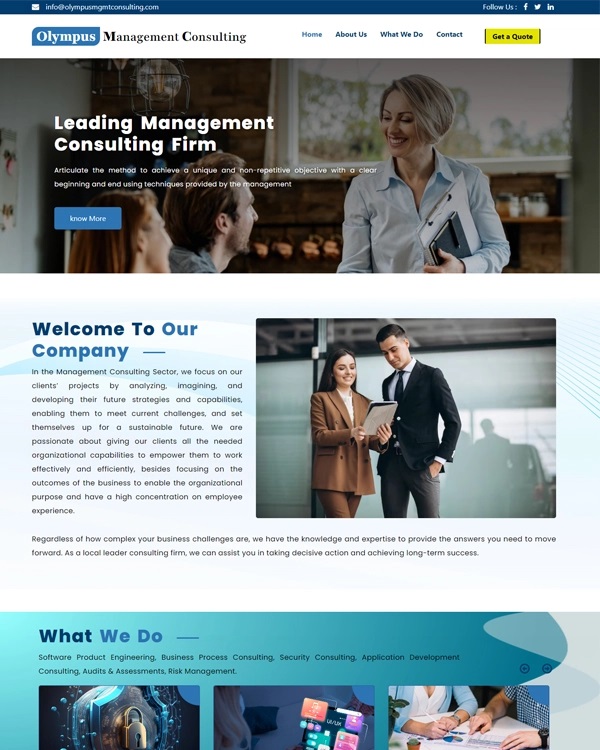 info@olympusmgmtconsulting.com
Follow Us :
Olympus Management Consulting
Home About Us What We Do Contact
Get a Quote
Leading Management
Consulting Firm
Articulate the method to achieve a unique and non-repetitive objective with a clear
beginning and end using techniques provided by the management
know More
Welcome To Our
Company
In the Management Consulting Sector, we focus on our
clients' projects by analyzing, imagining, and
developing their future strategies and capabilities,
enabling them to meet current challenges, and set
themselves up for a sustainable future. We are
passionate about giving our clients all the needed
organizational capabilities to empower them to work
effectively and efficiently, besides focusing on the
outcomes of the business to enable the organizational
purpose and have a high concentration on employee
experience.
Regardless of how complex your business challenges are, we have the knowledge and expertise to provide the answers you need to move
forward. As a local leader consulting firm, we can assist you in taking decisive action and achieving long-term success.
What We Do
Software Product Engineering, Business Process Consulting, Security Consulting, Application Development
Consulting, Audits & Assessments, Risk Management.
UI/UX